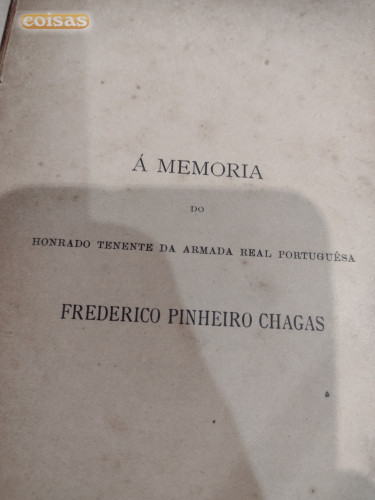 coisas
Á MEMORIA
DO
HONRADO TENENTE DA ARMADA REAL PORTUGUÊSA
FREDERICO PINHEIRO CHAGAS